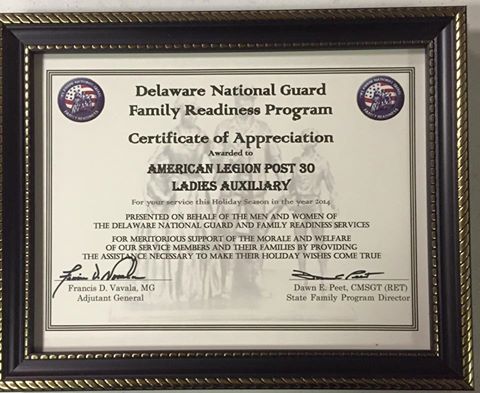 Delaware National Guard
Family Readiness Program
Certificate of Appreciation
Awarded to
AMERICAN LEGION POST 30
LADIES AUXILIARY
For your service this Holiday Season in the year 2014
PRESENTED ON BEHALF OF THE MEN AND WOMEN OF
THE DELAWARE NATIONAL GUARD AND FAMILY READINESS SERVICES
FOR MERITORIOUS SUPPORT OF THE MORALE AND WELFARE
OF OUR SERVICE MEMBERS AND THEIR FAMILIES BY PROVIDING
THE ASSISTANCE NECESSARY TO MAKE THEIR HOLIDAY WISHES COME TRUE
Francis D. Vavala, MG
Adjutant General
Dawn E. Peet, CMSGT (RET)
State Family Program Director